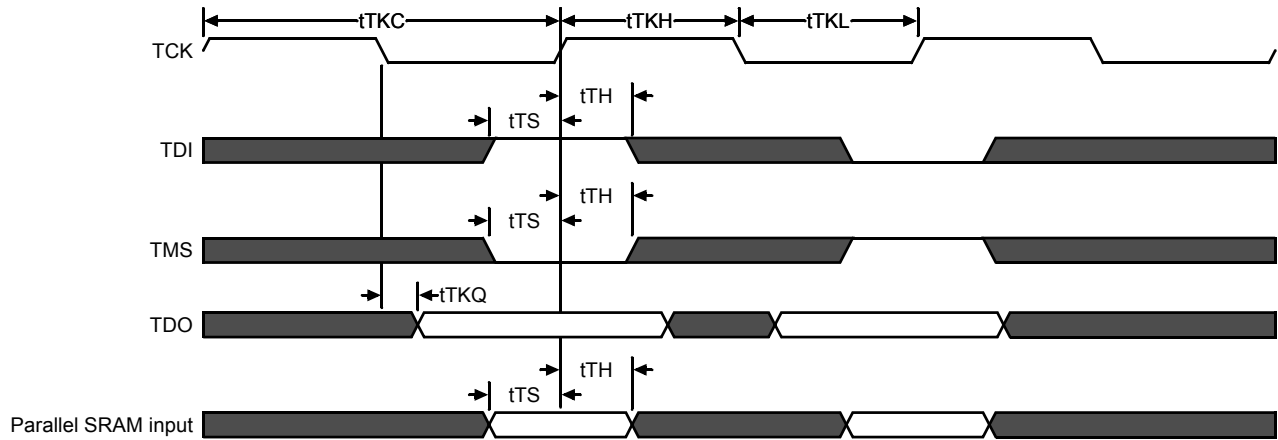 tTKC tTKH tTKL
TCK
tTH
tTS
TDI
tTH
tTS
TMS
tTKQ
TDO
tTH
tTS
Parallel SRAM input